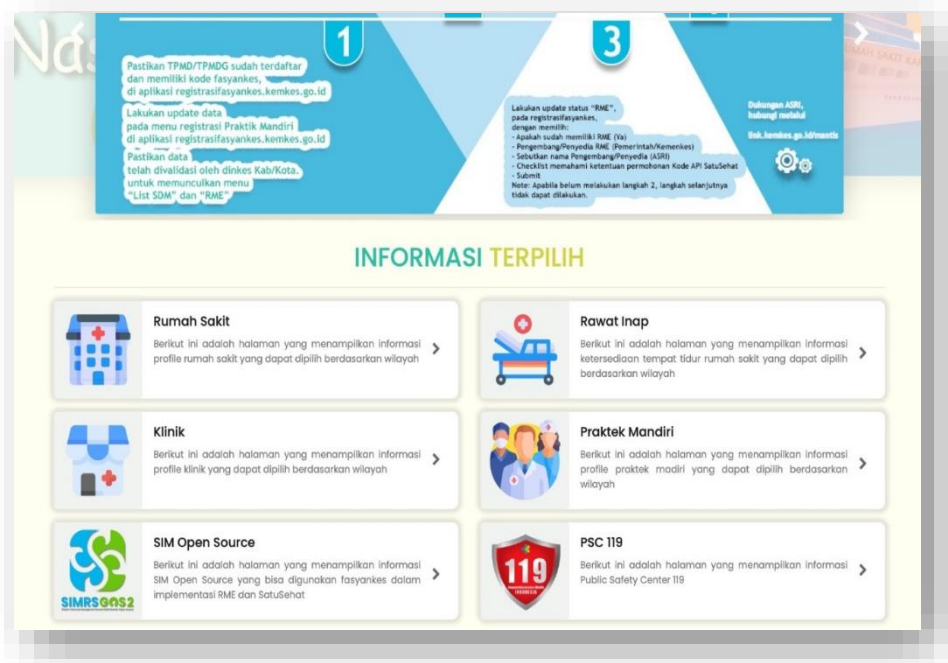 1
Pastikan TPMD/TPMDG sudah terdaftar
dan memiliki kode fasyankes,
di aplikasi registrasifasyankes.kemkes.go.id
Lakukan update data
pada menu registrasi Praktik Mandiri
di aplikasi registrasifasyankes.kemkes.go.id
Pastikan data
telah divalidasi oleh dinkes Kab/Kota.
untuk memunculkan menu
"List SDM" dan "RME"
3
Lakukan update status "RME",
pada registrasifasyankes,
dengan memilih:
- Apakah sudah memiliki RME (Ya)
- Pengembang/Penyedia RME (Pemerintah/Kemenkes)
- Sebutkan nama Pengembang/Penyedia (ASRI)
- Checklist memahami ketentuan permohonan Kode API SatuSehat
- Submit
Note: Apabila belum melakukan langkah 2, langkah selanjutnya
tidak dapat dilakukan.
Dukungan ASRI,
hubungi melalui
link.kemkes.go.id/mantis
INFORMASI TERPILIH
Rumah Sakit
Berikut ini adalah halaman yang menampilkan informasi
profile rumah sakit yang dapat dipilih berdasarkan wilayah
Rawat Inap
Berikut ini adalah halaman yang menampilkan informasi
ketersediaan tempat tidur rumah sakit yang dapat dipilih
berdasarkan wilayah
Klinik
Berikut ini adalah halaman yang menampilkan informasi
profile klinik yang dapat dipilih berdasarkan wilayah
Praktek Mandiri
Berikut ini adalah halaman yang menampilkan informasi
profile praktek madiri yang dapat dipilih berdasarkan
wilayah
SIMRSGOS2
SIM Open Source
Berikut ini adalah halaman yang menampilkan informasi
SIM Open Source yang bisa digunakan fasyankes dalam
implementasi RME dan SatuSehat
119
INDONESIA
PSC 119
Berikut ini adalah halaman yang menampilkan informasi
Public Safety Center 119